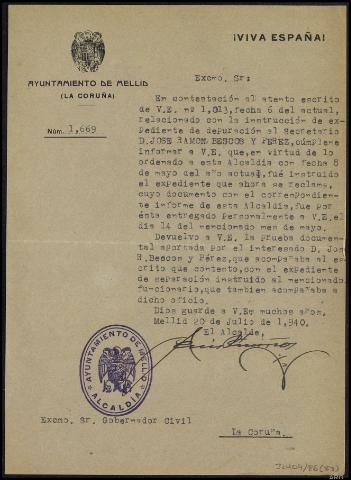 ¡VIVA ESPAÑA!
AYUNTAMIENTO DE MELLID
(LA CORUÑA)
Núm. 1,669
Excmo. Sr:
En contestación al atento escrito
de V.E. nº 1,013, fecha 6 del actual,
relacionado con la instrucción de ex-
pediente de depuración al Secretario
D.JOSE RAMON BESCOS Y PEREZ, cúmpleme
informar a V.E. que, en virtud de lo
ordenado a esta Alcaldía con fecha 8
de mayo del año actual, fué instruido
el expediente que ahora se reclama,
cuyo documento con el correpondien-
te informe de esta Alcaldía, fue por
ésta entregado personalmente a V.E. el
día 14 del mencionado mes de mayo.
Devuelvo a V.E. la prueba documen-
tal aportada por el interesado D. José
R. Bescos y Pérez, que acompañaba al es-
crito que contesto, con el expediente
de separación instruido al mencionado
funcionario, que tambien acompañaba a
dicho oficio.
Dios guarde a V.E. muchos años.
Mellid 20 de Julio de 1,940.
El Alcalde,
AYUNTAMIENTO DE MELLID
ALCALDIA
Excmo. Sr. Gobernador Civil
La Coruña.